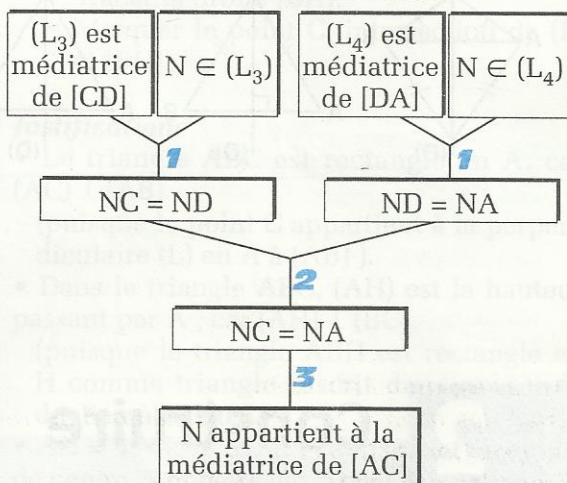 (L₃) est
médiatrice
de [CD]
N ∈ (L₃)
(L₄) est
médiatrice
de [DA]
N ∈ (L₄)
1
1
NC = ND
ND = NA
2
NC = NA
3
N appartient à la
médiatrice de [AC]